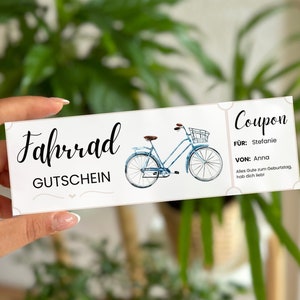 Fahrrad
GUTSCHEIN
Coupon
FÜR: Stefanie
VON: Anna
Alles Gute zum Geburtstag,
hab dich lieb!